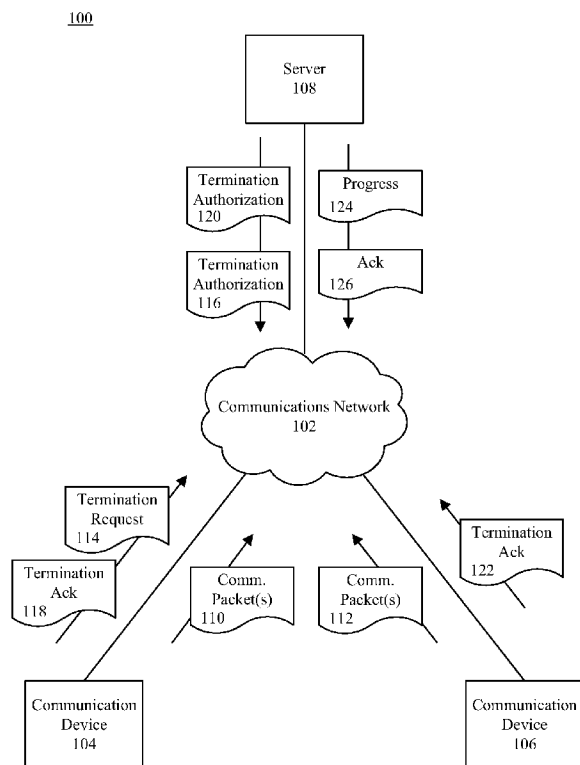 100
Server
108
Termination
Authorization
120
Progress
124
Termination
Authorization
116
Ack
126
Communications Network
102
Termination
Request
114
Termination
Ack
118
Comm.
Packet(s)
110
Comm.
Packet(s)
112
Termination
Ack
122
Communication
Device
104
Communication
Device
106